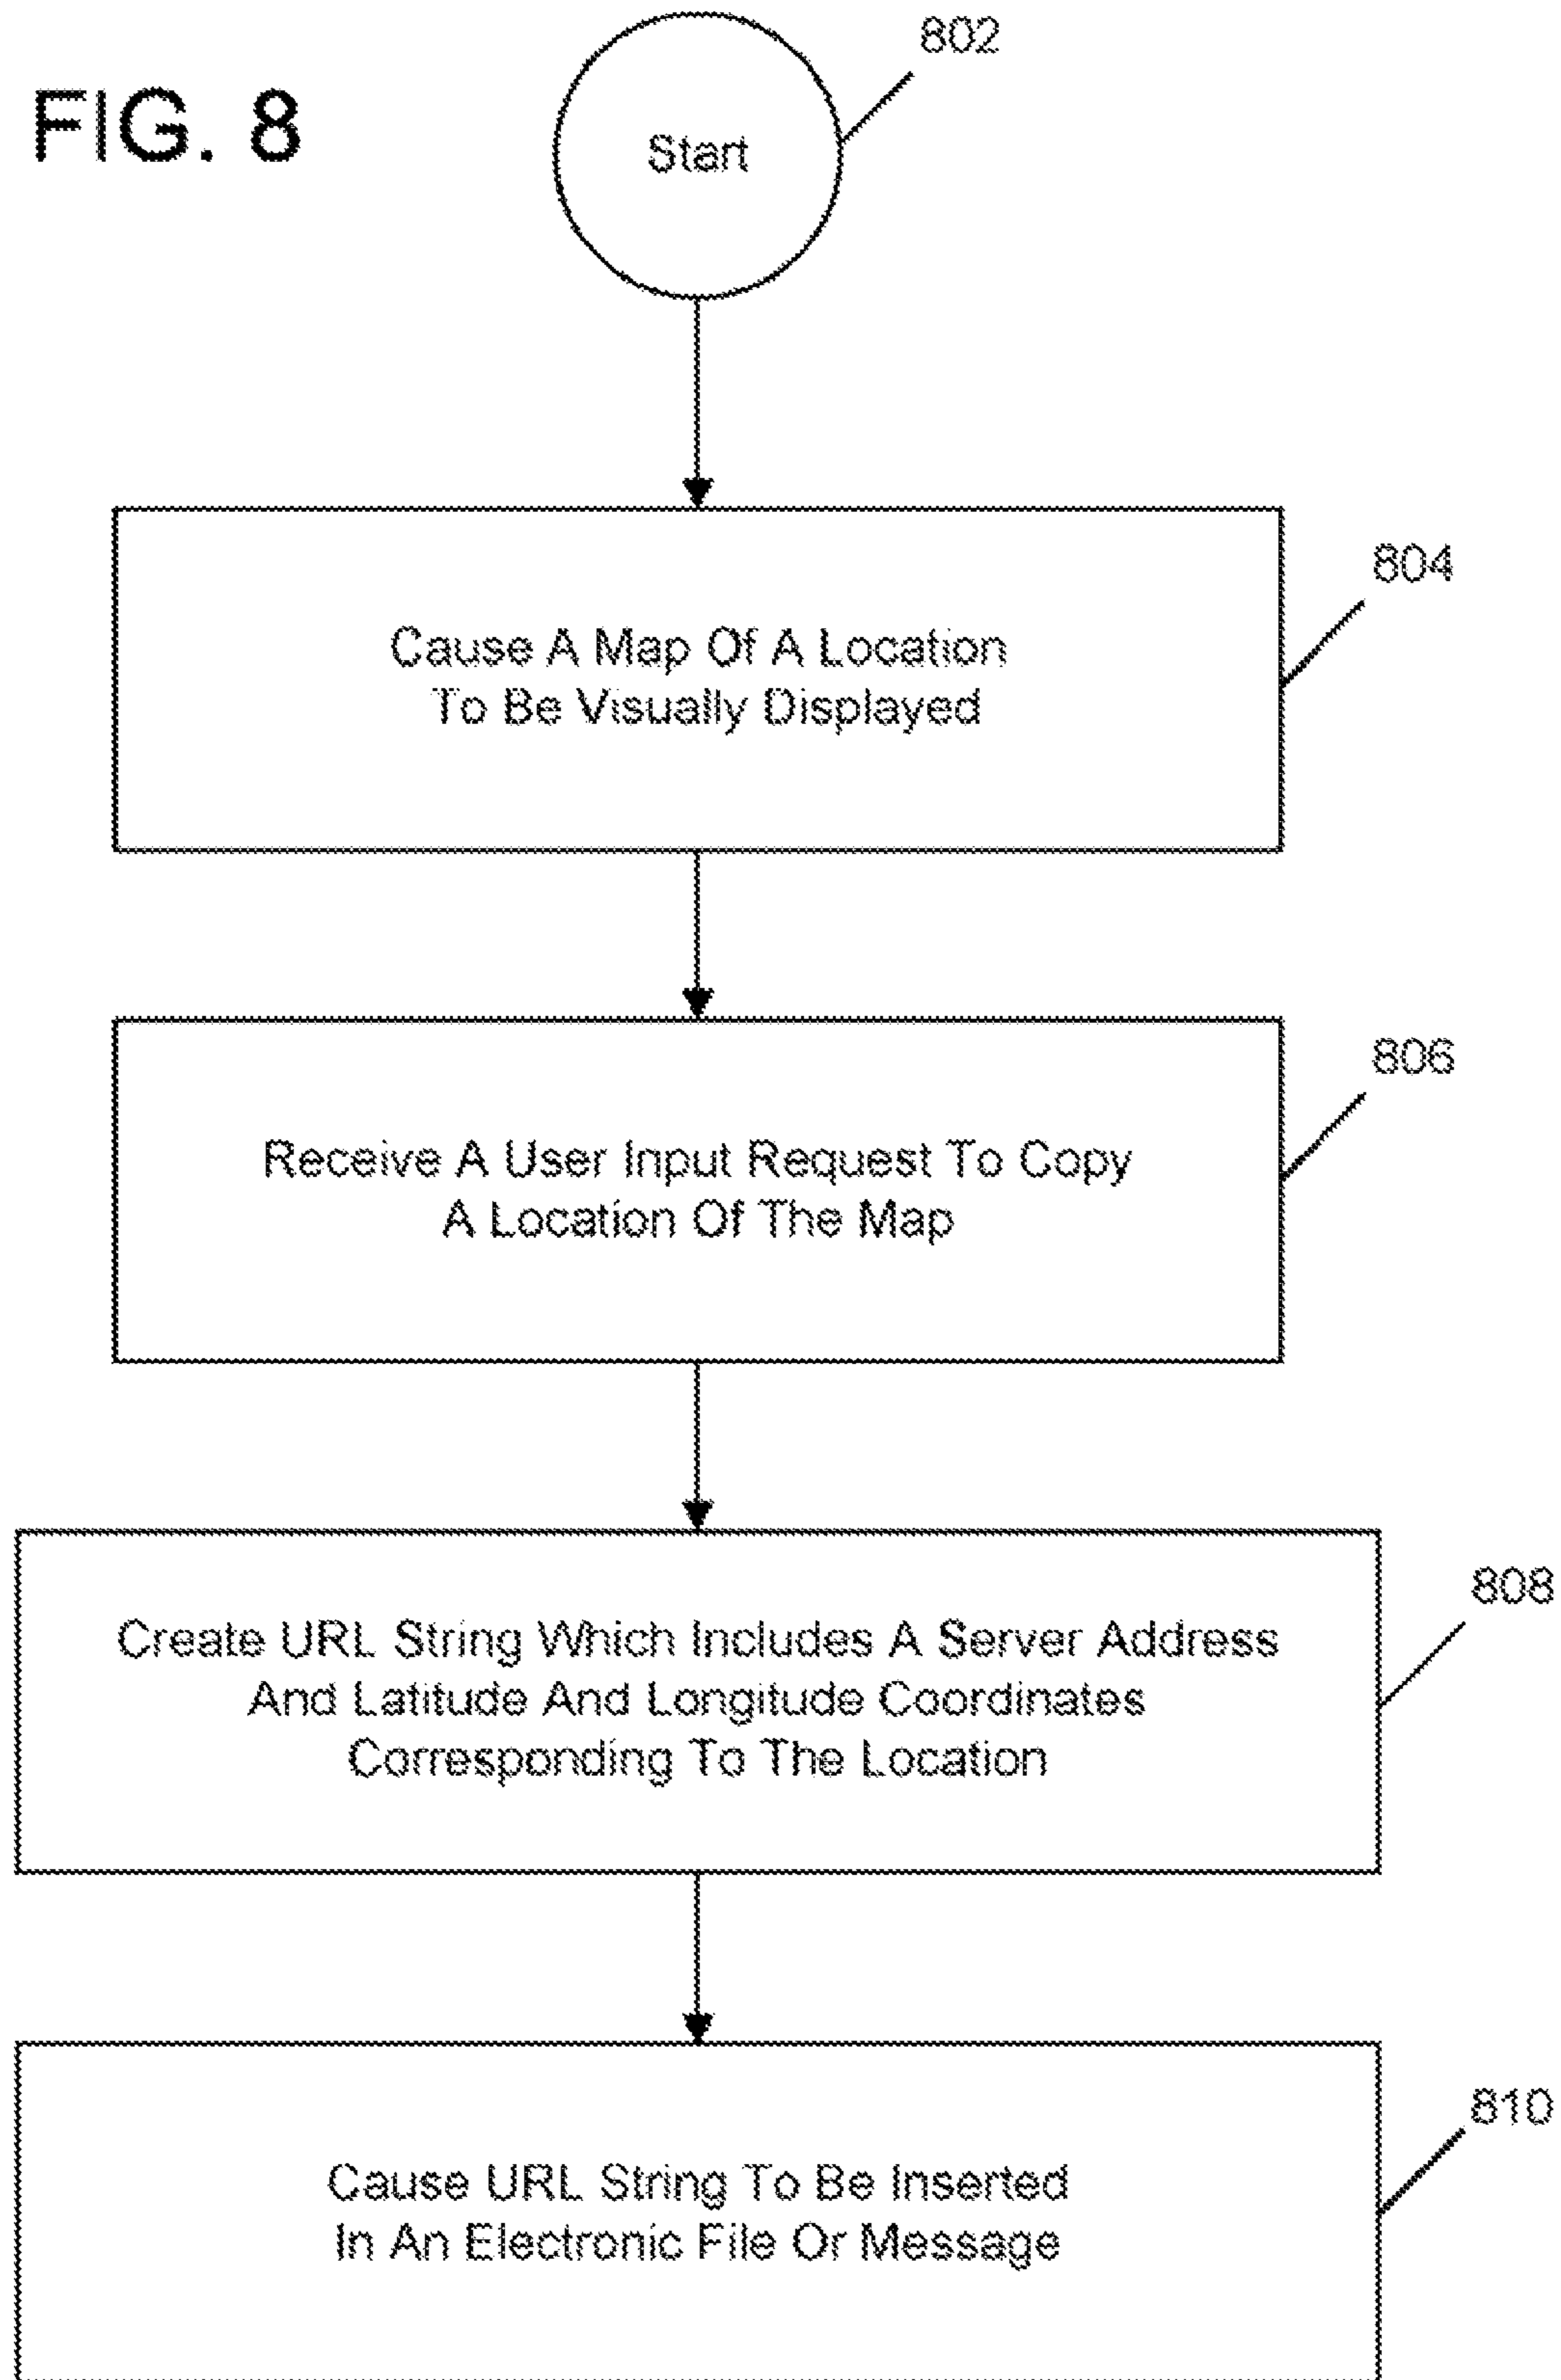 FIG. 8
802
Start
804
Cause A Map Of A Location
To Be Visually Displayed
806
Receive A User Input Request To Copy
A Location Of The Map
808
Create URL String Which Includes A Server Address
And Latitude And Longitude Coordinates
Corresponding To The Location
810
Cause URL String To Be Inserted
In An Electronic File Or Message